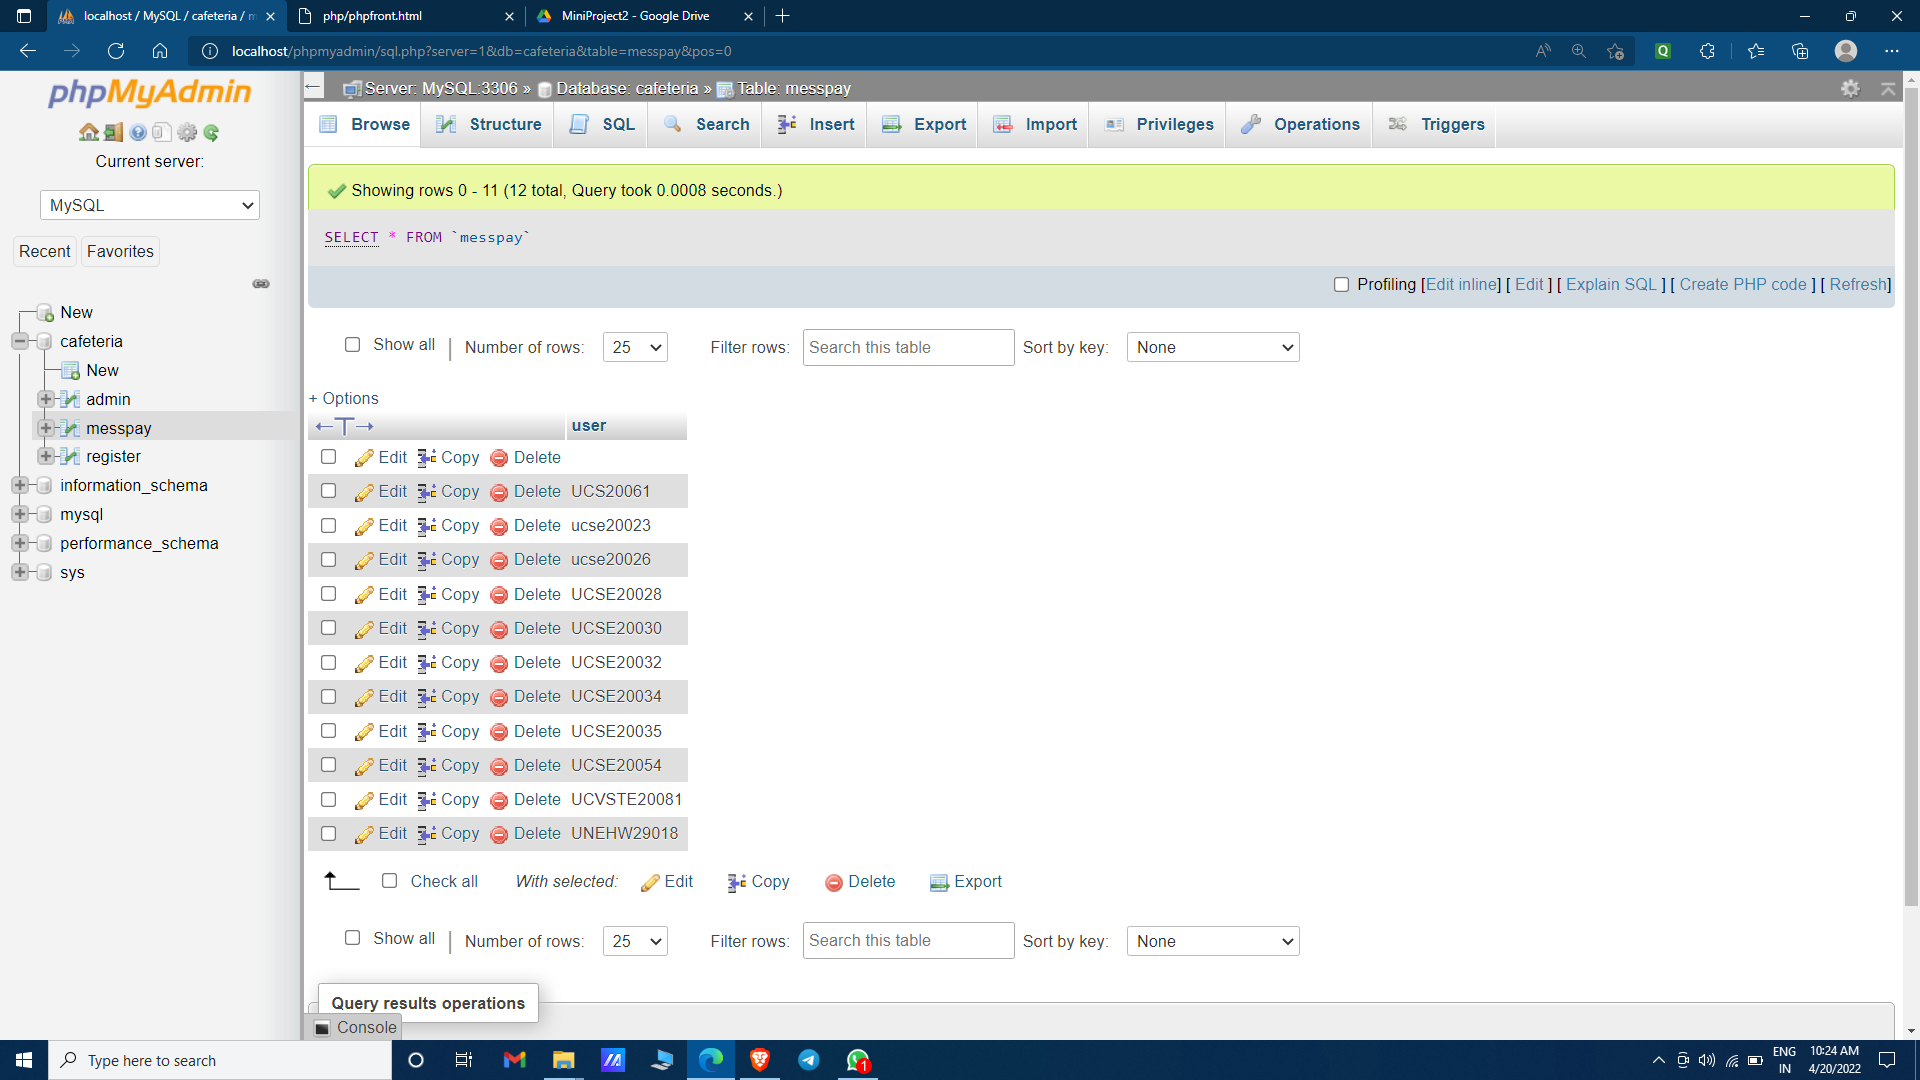 localhost / MySQL / cafeteria / m
php/phpfront.html
MiniProject2 - Google Drive
localhost/phpmyadmin/sql.php?server=1&db=cafeteria&table=messpay&pos=0
phpMyAdmin
Current server:
MySQL
Recent
Favorites
New
cafeteria
New
admin
messpay
register
information_schema
mysql
performance_schema
sys
Server: MySQL:3306 » Database: cafeteria » Table: messpay
Browse
Structure
SQL
Search
Insert
Export
Import
Privileges
Operations
Triggers
Showing rows 0 - 11 (12 total, Query took 0.0008 seconds.)
SELECT * FROM `messpay`
Profiling [Edit inline] [ Edit ] [ Explain SQL ] [ Create PHP code ] [ Refresh]
Show all | Number of rows: 25 Filter rows: Search this table Sort by key: None
+ Options
←T→ user
Edit Copy Delete
Edit Copy Delete UCS20061
Edit Copy Delete ucse20023
Edit Copy Delete ucse20026
Edit Copy Delete UCSE20028
Edit Copy Delete UCSE20030
Edit Copy Delete UCSE20032
Edit Copy Delete UCSE20034
Edit Copy Delete UCSE20035
Edit Copy Delete UCSE20054
Edit Copy Delete UCVSTE20081
Edit Copy Delete UNEHW29018
Check all With selected: Edit Copy Delete Export
Show all | Number of rows: 25 Filter rows: Search this table Sort by key: None
Query results operations
Console
Type here to search
1
ENG
IN
10:24 AM
4/20/2022